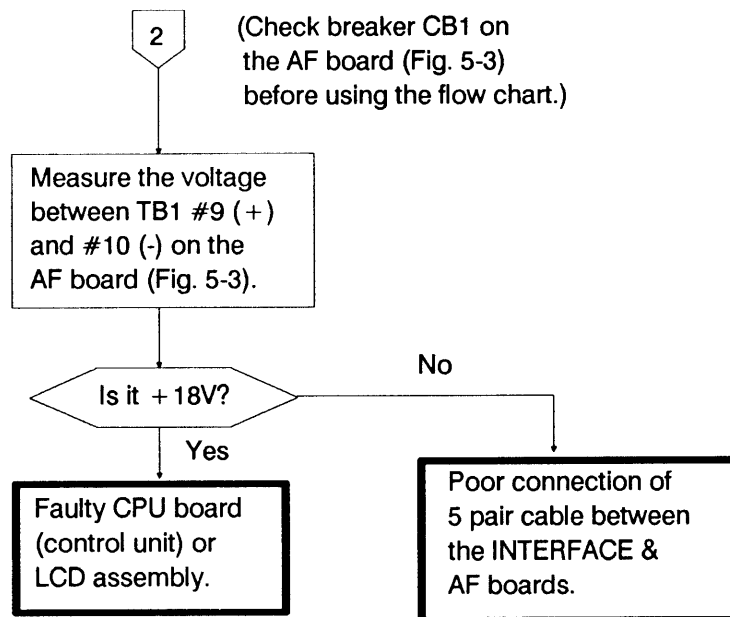 2
(Check breaker CB1 on
the AF board (Fig. 5-3)
before using the flow chart.)
Measure the voltage
between TB1 #9 (+)
and #10 (-) on the
AF board (Fig. 5-3).
Is it +18V?
No
Yes
Faulty CPU board
(control unit) or
LCD assembly.
Poor connection of
5 pair cable between
the INTERFACE &
AF boards.